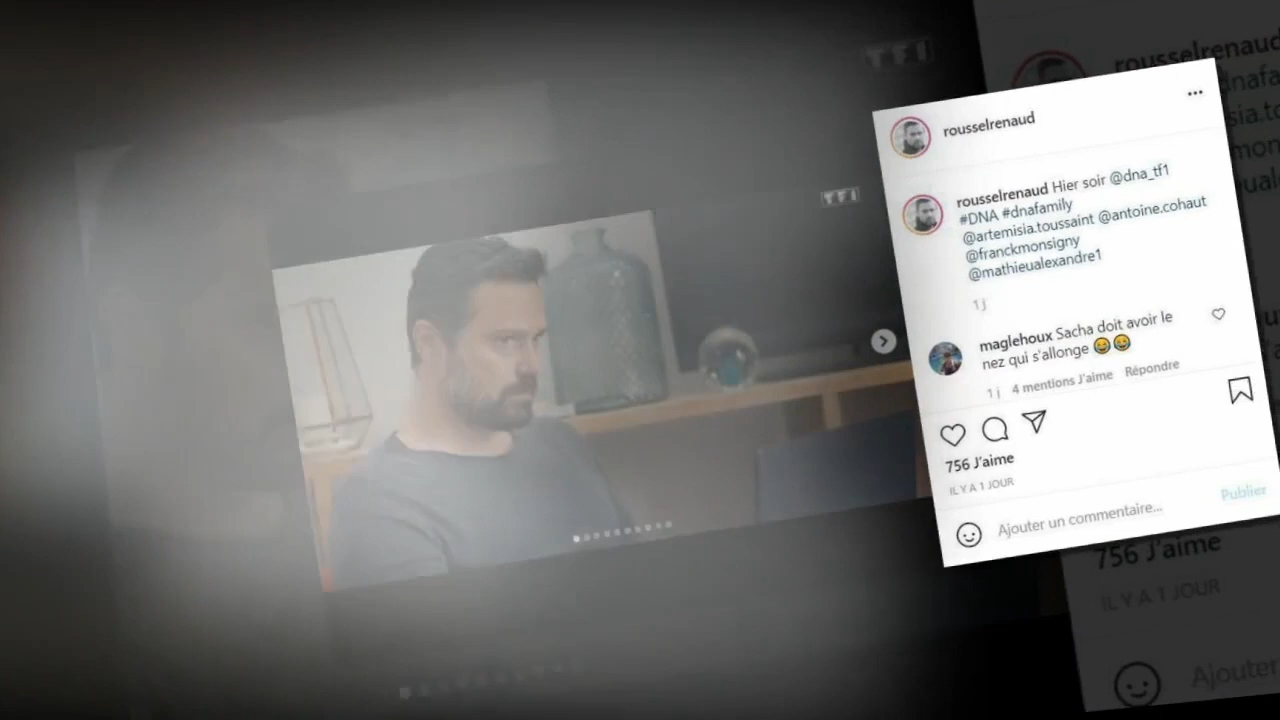 TF1
TF1
rousselrenaud
rousselrenaud Hier soir @dna_tf1
#DNA #dnafamily
@artemisia.toussaint @antoine.cohaut
@franckmonsigny
@mathieualexandre1
1 j
maglehoux Sacha doit avoir le
nez qui s'allonge 😂😂
1 j 4 mentions J'aime Répondre
756 J'aime
IL Y A 1 JOUR
Ajouter un commentaire... Publier
rousselrenaud
756 J'aime
IL Y A 1 JOUR
Ajouter